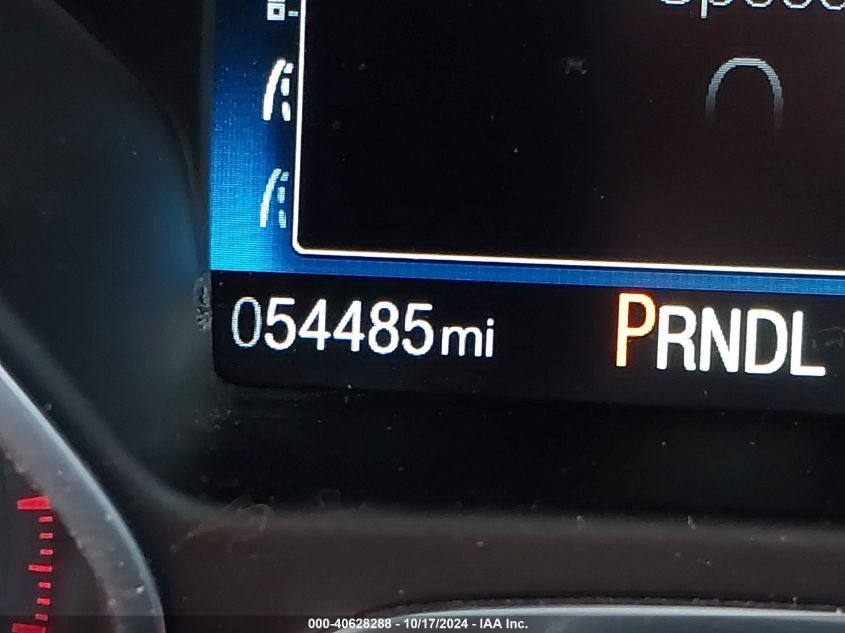 054485mi PRNDL
000-40628288 - 10/17/2024 - IAA Inc.